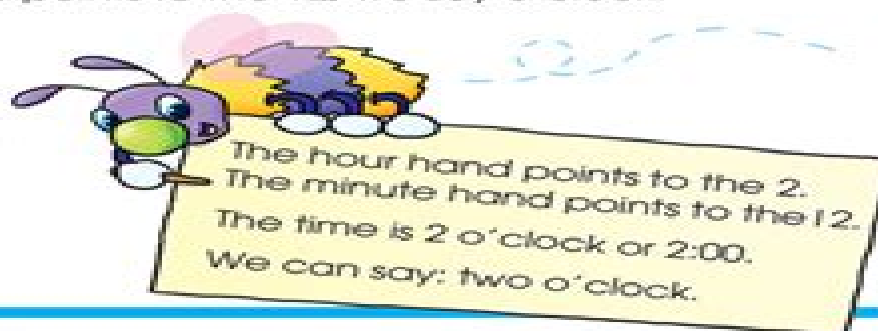 The hour hand points to the 2.
The minute hand points to the 12.
The time is 2 o'clock or 2:00.
We can say: two o'clock.